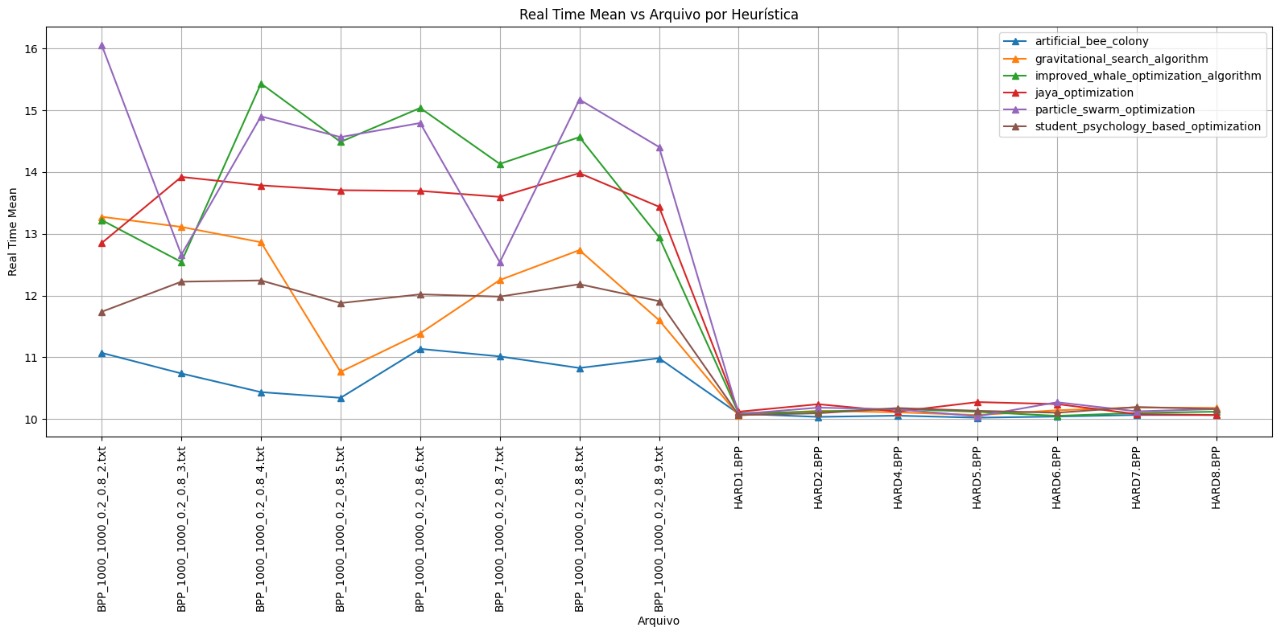 Real Time Mean vs Arquivo por Heurística
artificial_bee_colony
gravitational_search_algorithm
improved_whale_optimization_algorithm
jaya_optimization
particle_swarm_optimization
student_psychology_based_optimization
Real Time Mean
16
15
14
13
12
11
10
BPP_1000_1000_0.2_0.8_2.txt
BPP_1000_1000_0.2_0.8_3.txt
BPP_1000_1000_0.2_0.8_4.txt
BPP_1000_1000_0.2_0.8_5.txt
BPP_1000_1000_0.2_0.8_6.txt
BPP_1000_1000_0.2_0.8_7.txt
BPP_1000_1000_0.2_0.8_8.txt
BPP_1000_1000_0.2_0.8_9.txt
HARD1.BPP
HARD2.BPP
HARD4.BPP
HARD5.BPP
HARD6.BPP
HARD7.BPP
HARD8.BPP
Arquivo